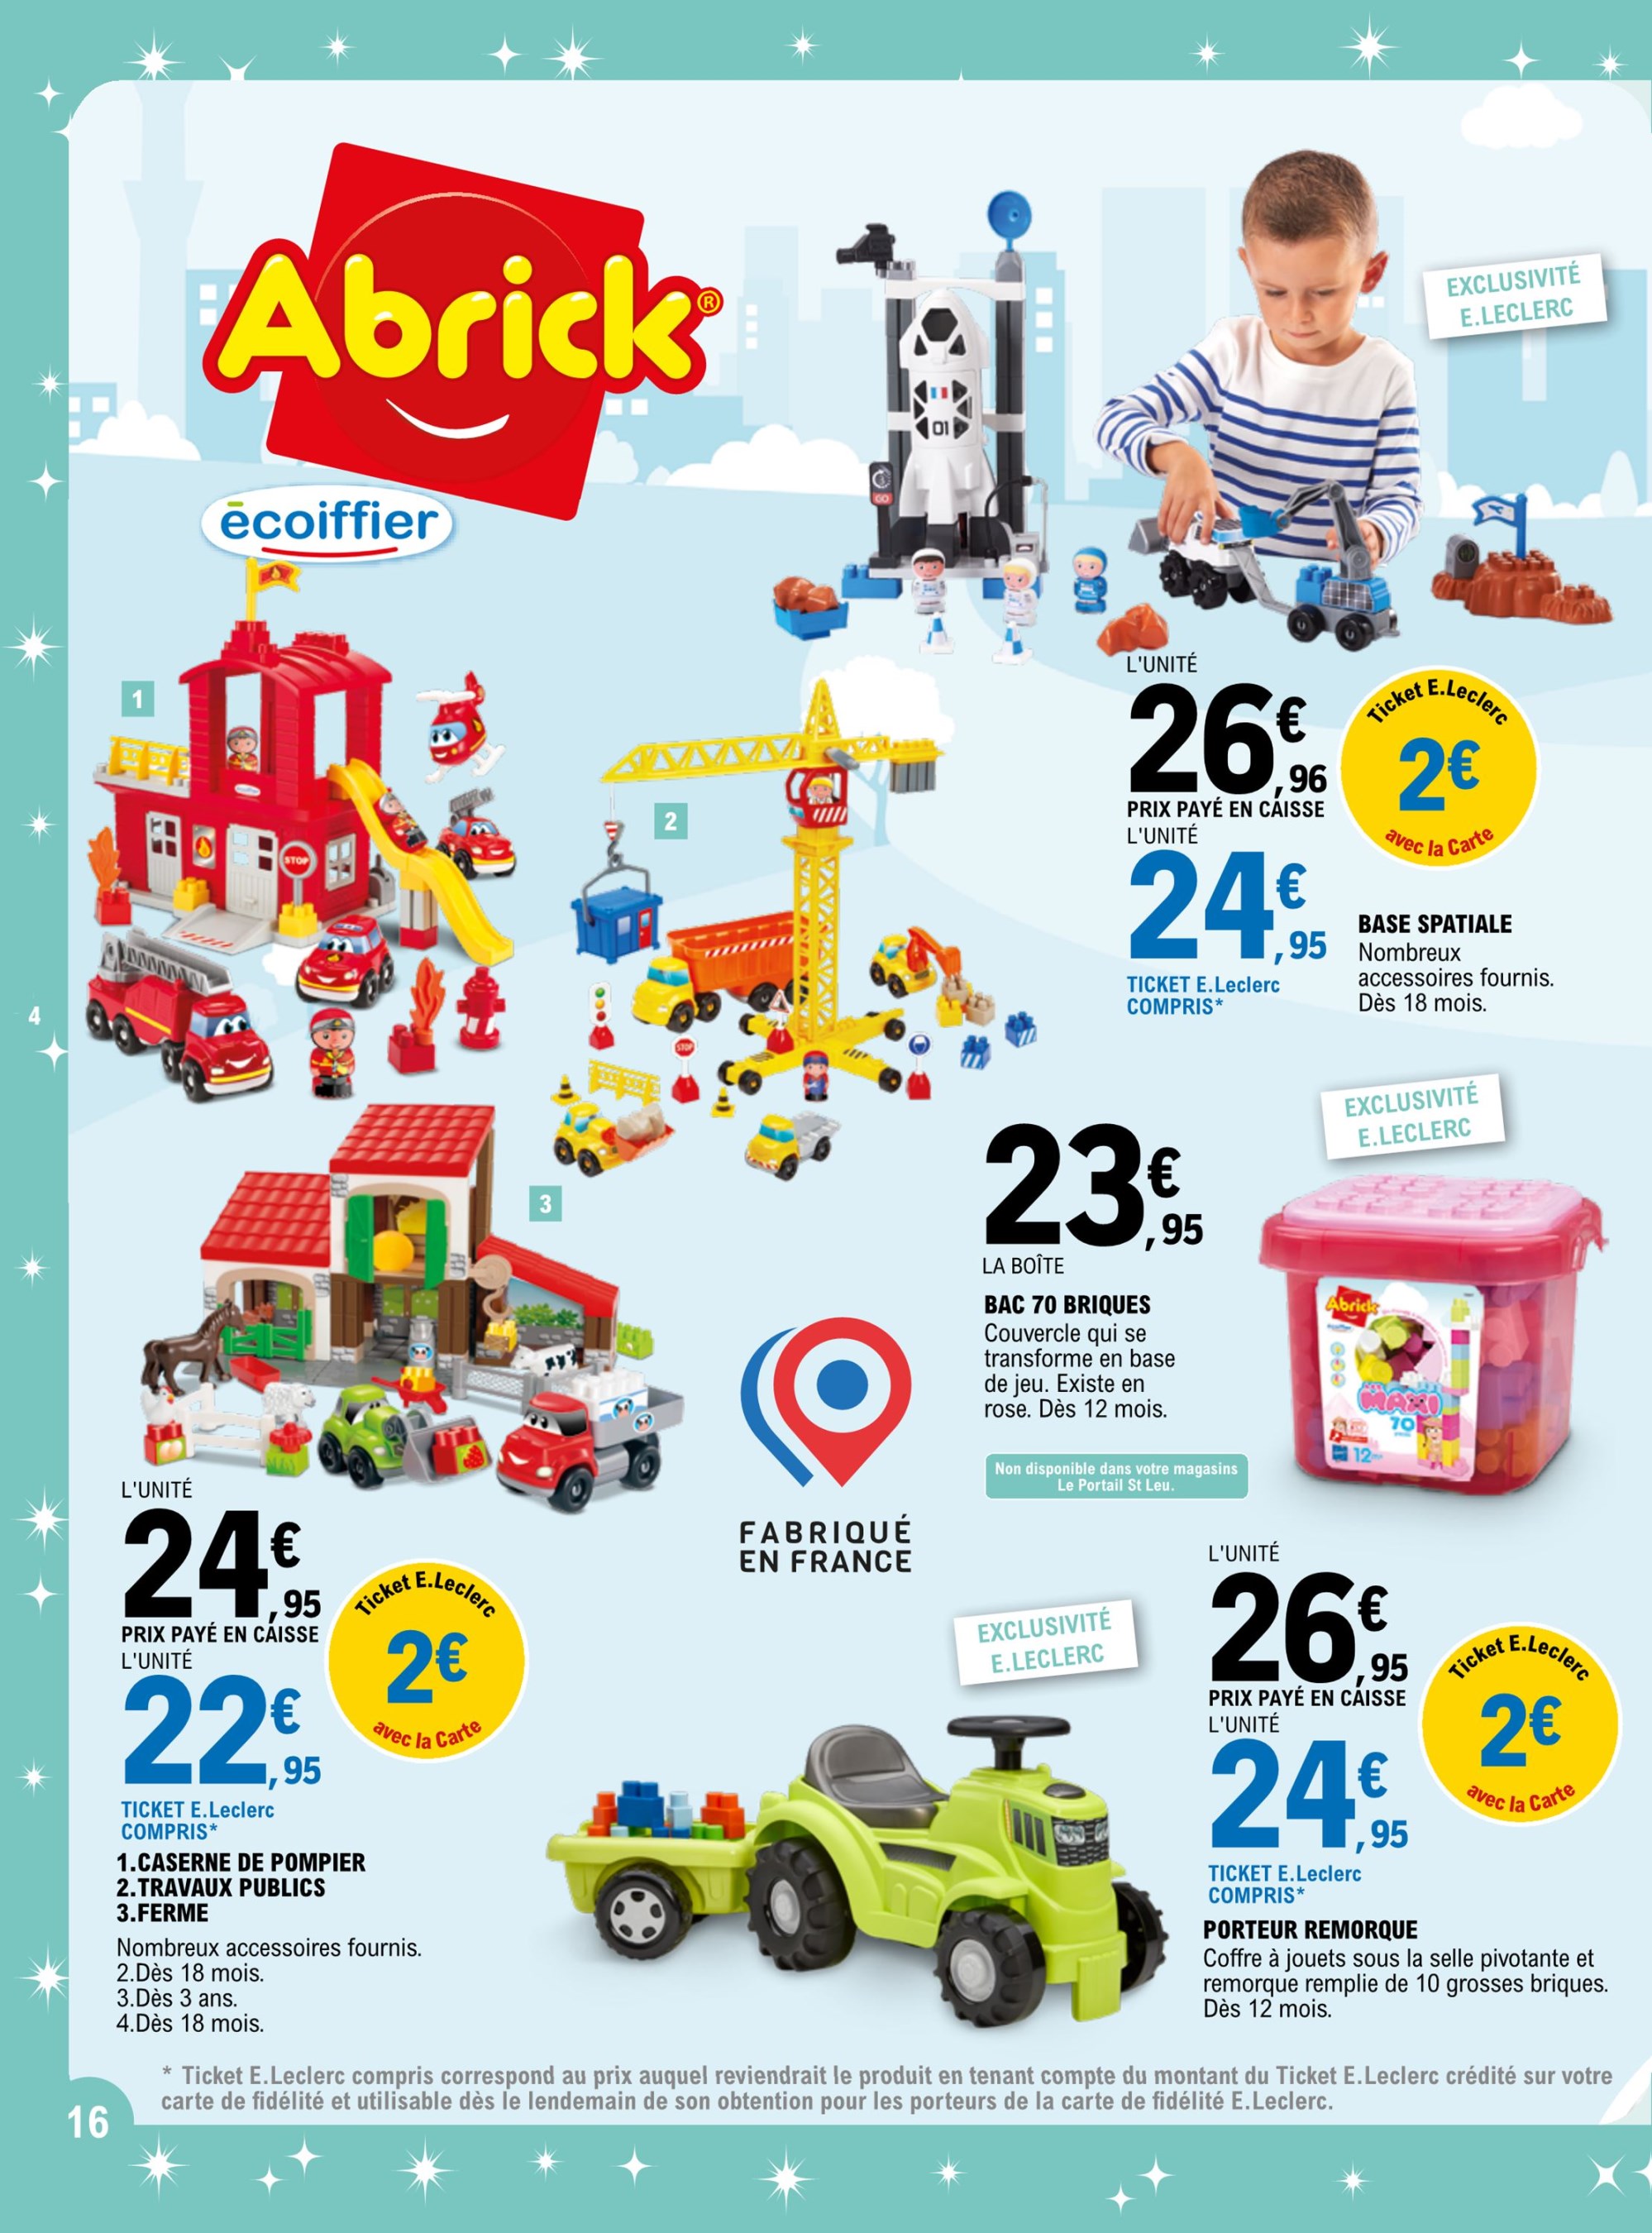 Abrick®
écoiffier
EXCLUSIVITÉ
E.LECLERC
01
GO
L'UNITÉ
26€,96
PRIX PAYÉ EN CAISSE
L'UNITÉ
24€,95
TICKET E.Leclerc
COMPRIS*
Ticket E.Leclerc
2€
avec la Carte
BASE SPATIALE
Nombreux
accessoires fournis.
Dès 18 mois.
1
STOP
2
STOP
4
3
23€,95
LA BOÎTE
BAC 70 BRIQUES
Couvercle qui se
transforme en base
de jeu. Existe en
rose. Dès 12 mois.
Non disponible dans votre magasins
Le Portail St Leu.
EXCLUSIVITÉ
E.LECLERC
Abrick
MAXI
70
12m+
FABRIQUÉ
EN FRANCE
L'UNITÉ
24€,95
PRIX PAYÉ EN CAISSE
L'UNITÉ
22€,95
TICKET E.Leclerc
COMPRIS*
Ticket E.Leclerc
2€
avec la Carte
1.CASERNE DE POMPIER
2.TRAVAUX PUBLICS
3.FERME
Nombreux accessoires fournis.
2.Dès 18 mois.
3.Dès 3 ans.
4.Dès 18 mois.
EXCLUSIVITÉ
E.LECLERC
L'UNITÉ
26€,95
PRIX PAYÉ EN CAISSE
L'UNITÉ
24€,95
TICKET E.Leclerc
COMPRIS*
Ticket E.Leclerc
2€
avec la Carte
PORTEUR REMORQUE
Coffre à jouets sous la selle pivotante et
remorque remplie de 10 grosses briques.
Dès 12 mois.
* Ticket E.Leclerc compris correspond au prix auquel reviendrait le produit en tenant compte du montant du Ticket E.Leclerc crédité sur votre
carte de fidélité et utilisable dès le lendemain de son obtention pour les porteurs de la carte de fidélité E.Leclerc.
16